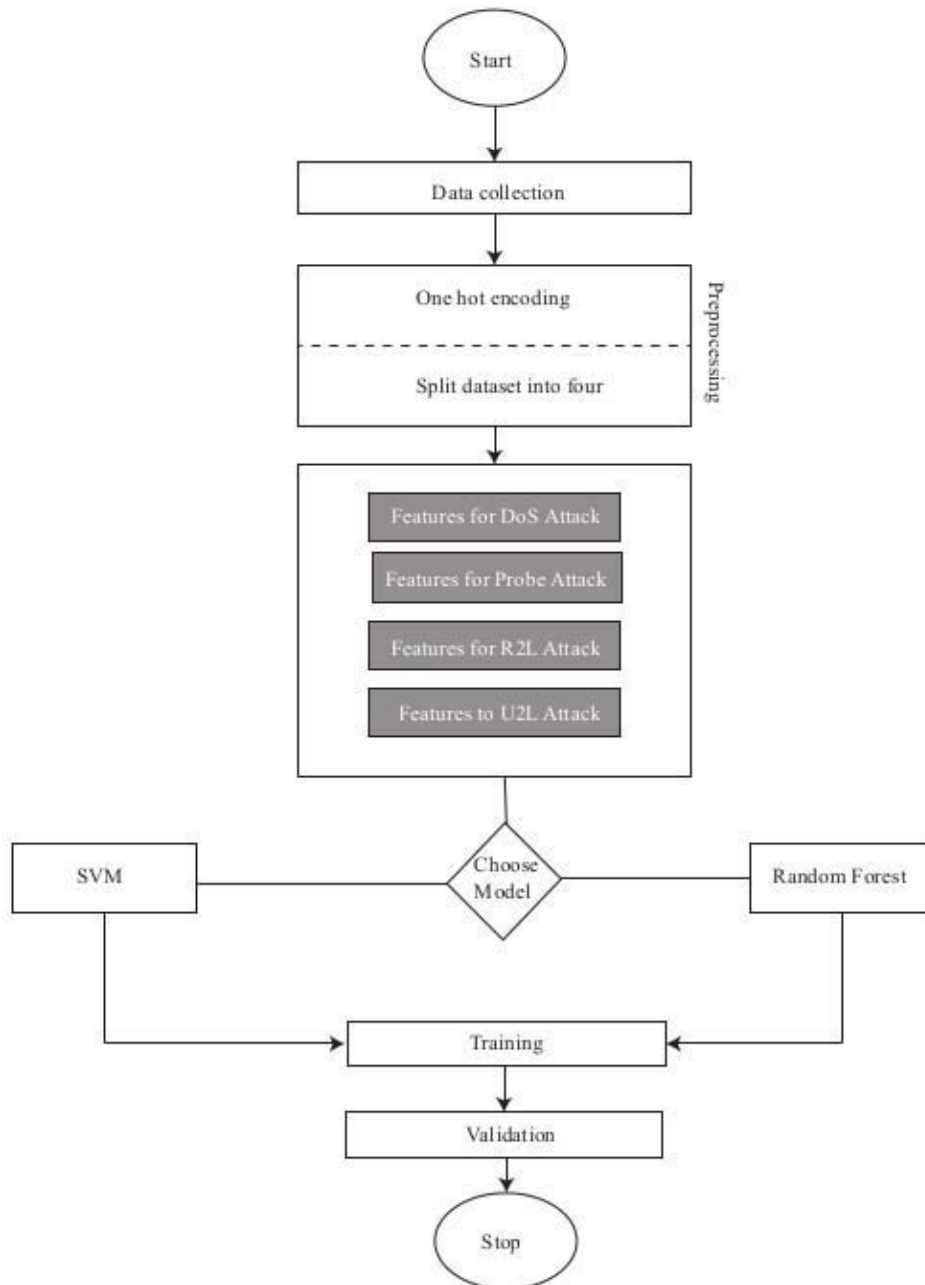 Start
Data collection
One hot encoding
Preprocessing
Split dataset into four
Features for DoS Attack
Features for Probe Attack
Features for R2L Attack
Features to U2L Attack
SVM
Choose
Model
Random Forest
Training
Validation
Stop